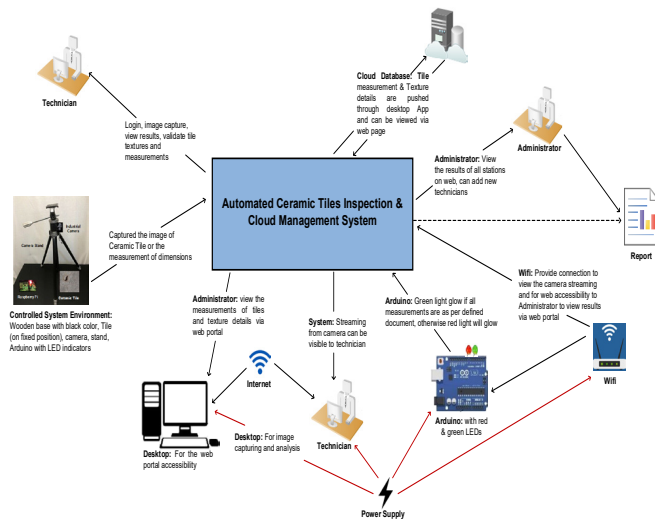 Technician
Login, image capture,
view results, validate tile
textures and measurements
Cloud Database: Tile
measurement & Texture
details are pushed
through desktop App
and can be viewed via
web page
Administrator
Administrator: View
the results of all stations
on web, can add new
technicians
Automated Ceramic Tiles Inspection &
Cloud Management System
Report
Industrial
Camera
Camera Stand
Raspberry Pi
Captured the image of
Ceramic Tile or the
measurement of dimensions
Controlled System Environment:
Wooden base with black color, Tile
(on fixed position), camera, stand,
Arduino with LED indicators
Administrator: view the
measurements of tiles
and texture details via
web portal
System: Streaming
from camera can be
visible to technician
Arduino: Green light glow if all
measurements are as per defined
document, otherwise red light will glow
Wifi: Provide connection to
view the camera streaming
and for web accessibility to
Administrator to view results
via web portal
Internet
Wifi
Desktop: For the web
portal accessibility
Desktop: For image
capturing and analysis
Technician
Arduino: with red
& green LEDs
Power Supply